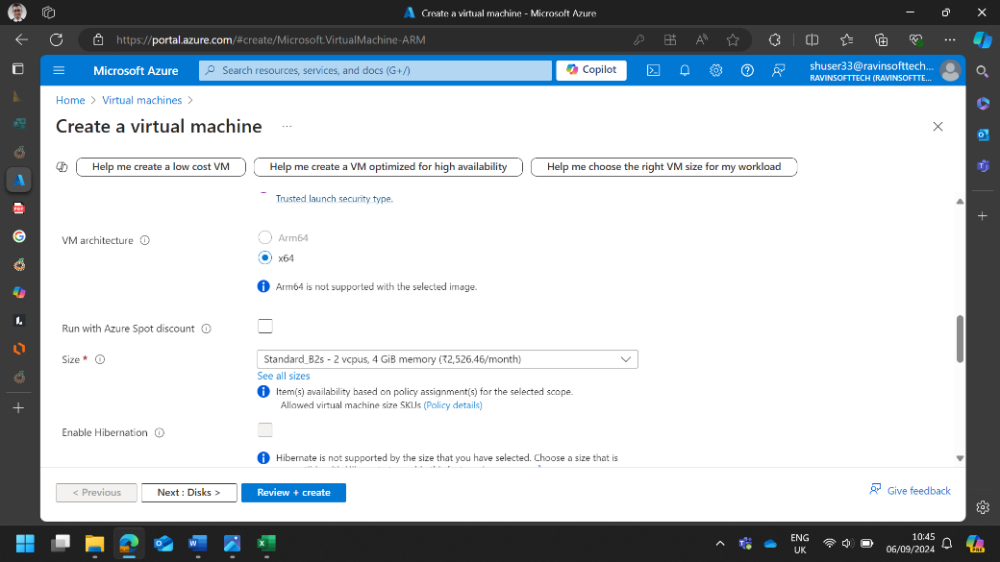 Create a virtual machine - Microsoft Azure
https://portal.azure.com/#create/Microsoft.VirtualMachine-ARM
Microsoft Azure
Search resources, services, and docs (G+/)
Copilot
shuser33@ravinsofttech...
RAVINSOFTTECH (RAVINSOFTTE...
Home > Virtual machines >
Create a virtual machine ...
Help me create a low cost VM
Help me create a VM optimized for high availability
Help me choose the right VM size for my workload
Trusted launch security type.
VM architecture
Arm64
x64
Arm64 is not supported with the selected image.
Run with Azure Spot discount
Size *
Standard_B2s - 2 vcpus, 4 GiB memory (₹2,526.46/month)
See all sizes
Item(s) availability based on policy assignment(s) for the selected scope.
Allowed virtual machine size SKUs (Policy details)
Enable Hibernation
Hibernate is not supported by the size that you have selected. Choose a size that is
< Previous
Next : Disks >
Review + create
Give feedback
ENG
UK
10:45
06/09/2024